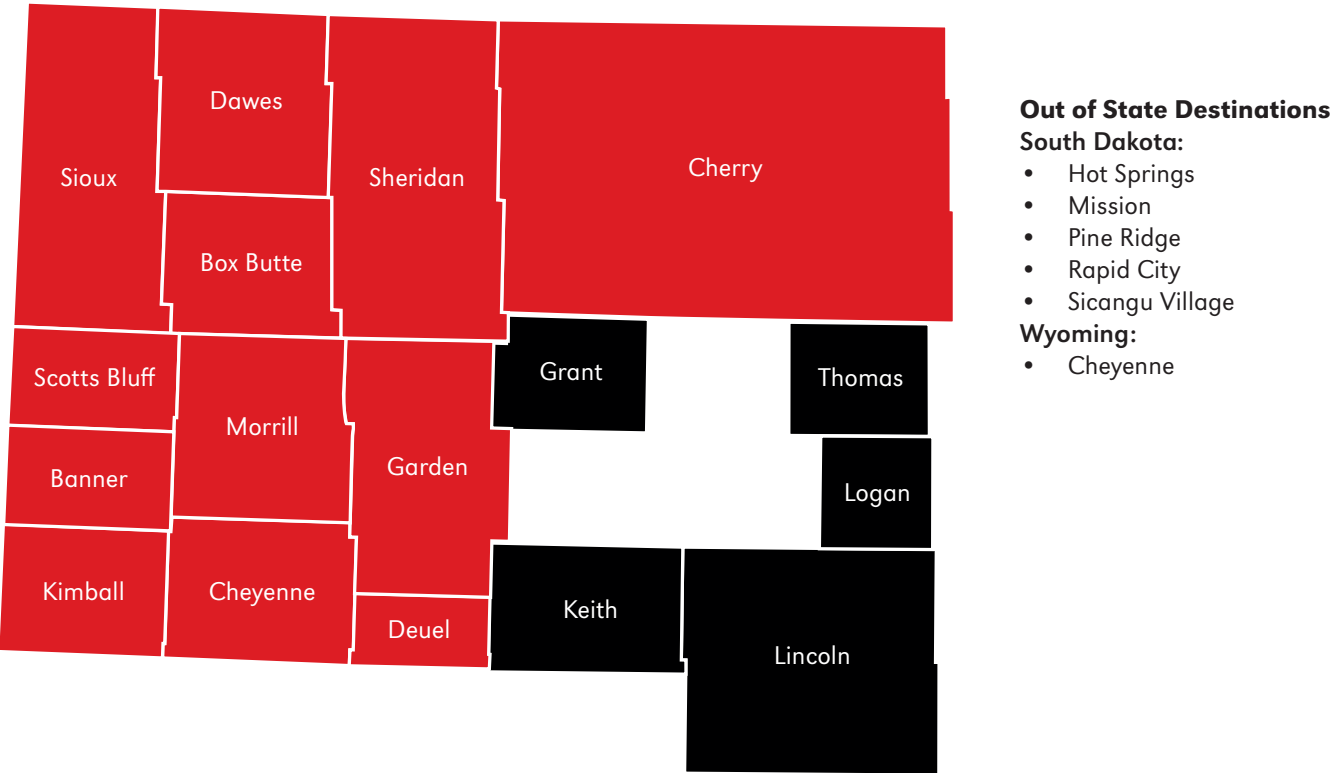 Dawes
Sioux
Sheridan
Cherry
Box Butte
Scotts Bluff
Morrill
Grant
Thomas
Banner
Garden
Logan
Kimball
Cheyenne
Deuel
Keith
Lincoln
Out of State Destinations
South Dakota:
• Hot Springs
• Mission
• Pine Ridge
• Rapid City
• Sicangu Village
Wyoming:
• Cheyenne